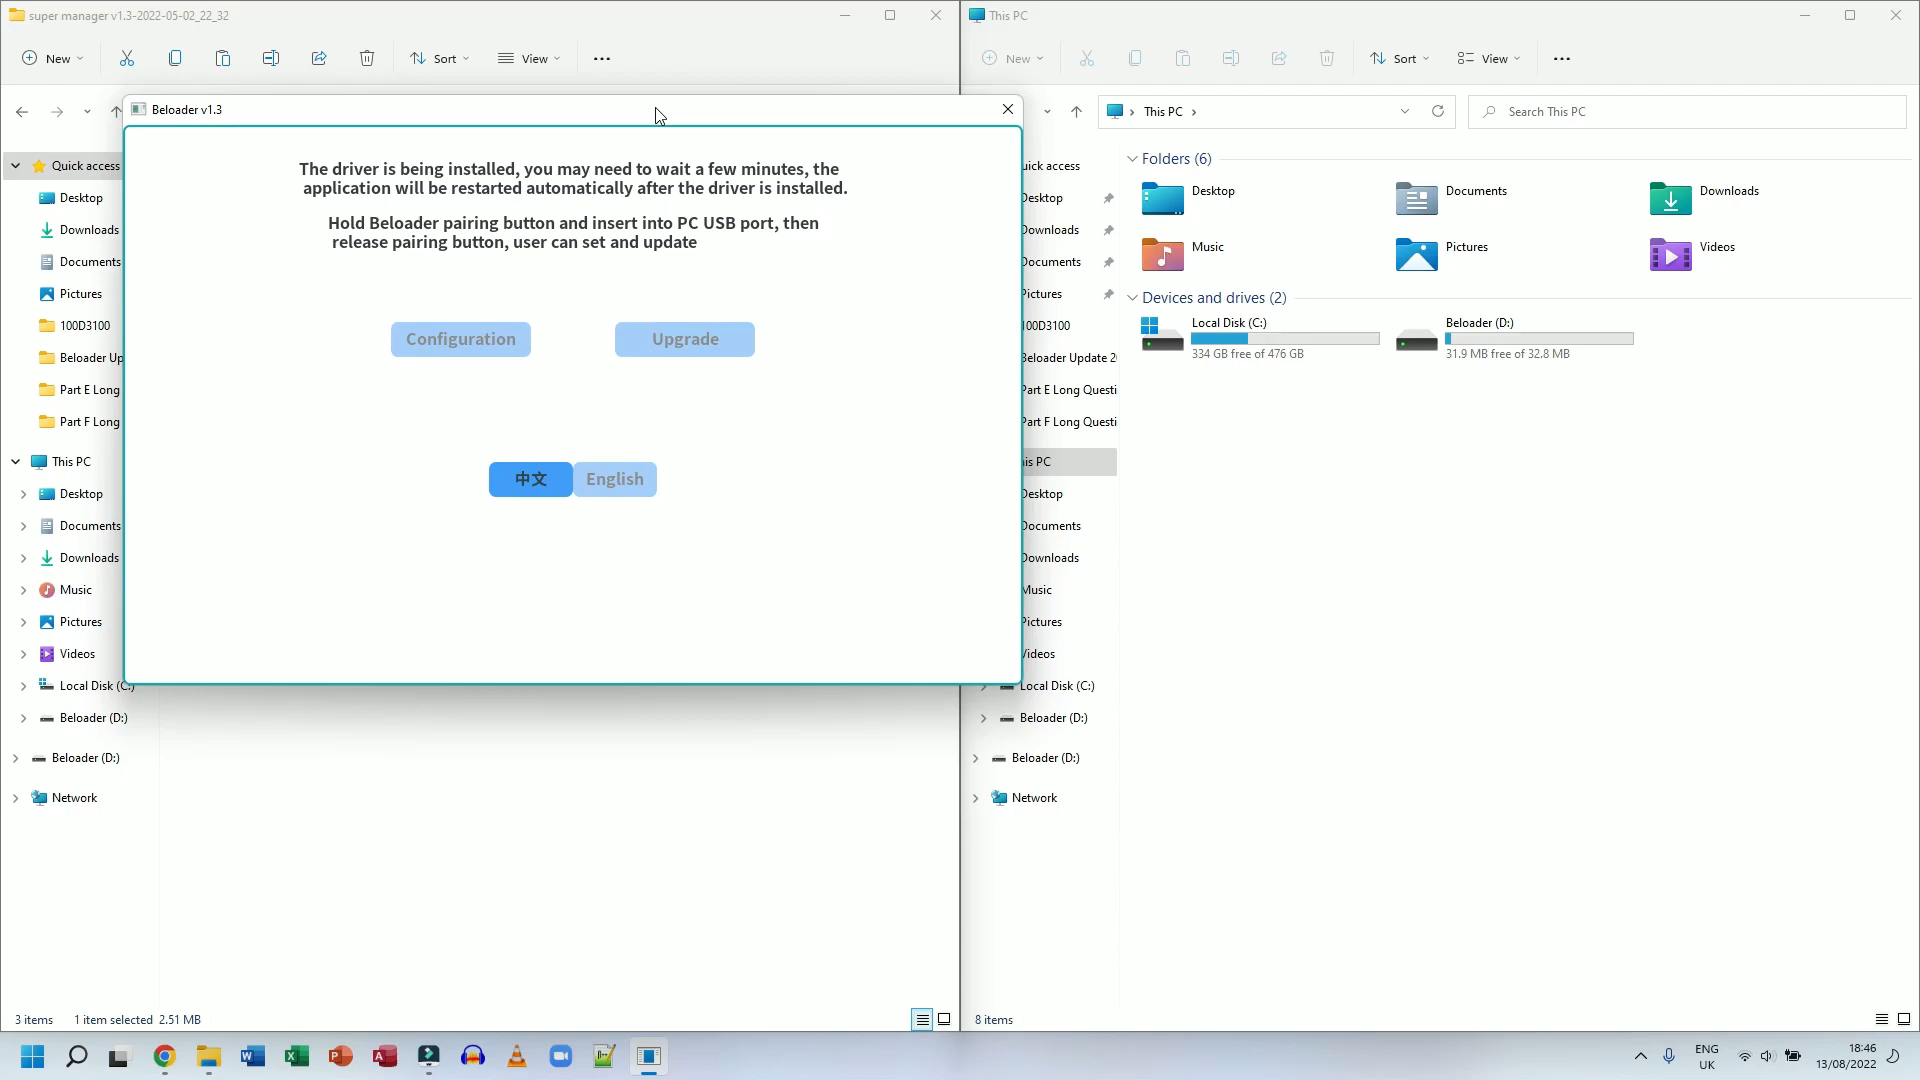 super manager v1.3-2022-05-02_22_32
New
Sort
View
Beloader v1.3
The driver is being installed, you may need to wait a few minutes, the
application will be restarted automatically after the driver is installed.
Hold Beloader pairing button and insert into PC USB port, then
release pairing button, user can set and update
Configuration
Upgrade
中文
English
Quick access
Desktop
Downloads
Documents
Pictures
100D3100
Beloader Up
Part E Long
Part F Long
This PC
Desktop
Documents
Downloads
Music
Pictures
Videos
Local Disk (C:)
Beloader (D:)
Beloader (D:)
Network
3 items
1 item selected 2.51 MB
This PC
New
Sort
View
This PC
Search This PC
uick access
Desktop
Downloads
Documents
Pictures
100D3100
Beloader Update 2
Part E Long Questi
Part F Long Questi
his PC
Desktop
Documents
Downloads
Music
Pictures
Videos
Local Disk (C:)
Beloader (D:)
Beloader (D:)
Network
Folders (6)
Desktop
Documents
Downloads
Music
Pictures
Videos
Devices and drives (2)
Local Disk (C:)
334 GB free of 476 GB
Beloader (D:)
31.9 MB free of 32.8 MB
8 items
ENG
UK
18:46
13/08/2022